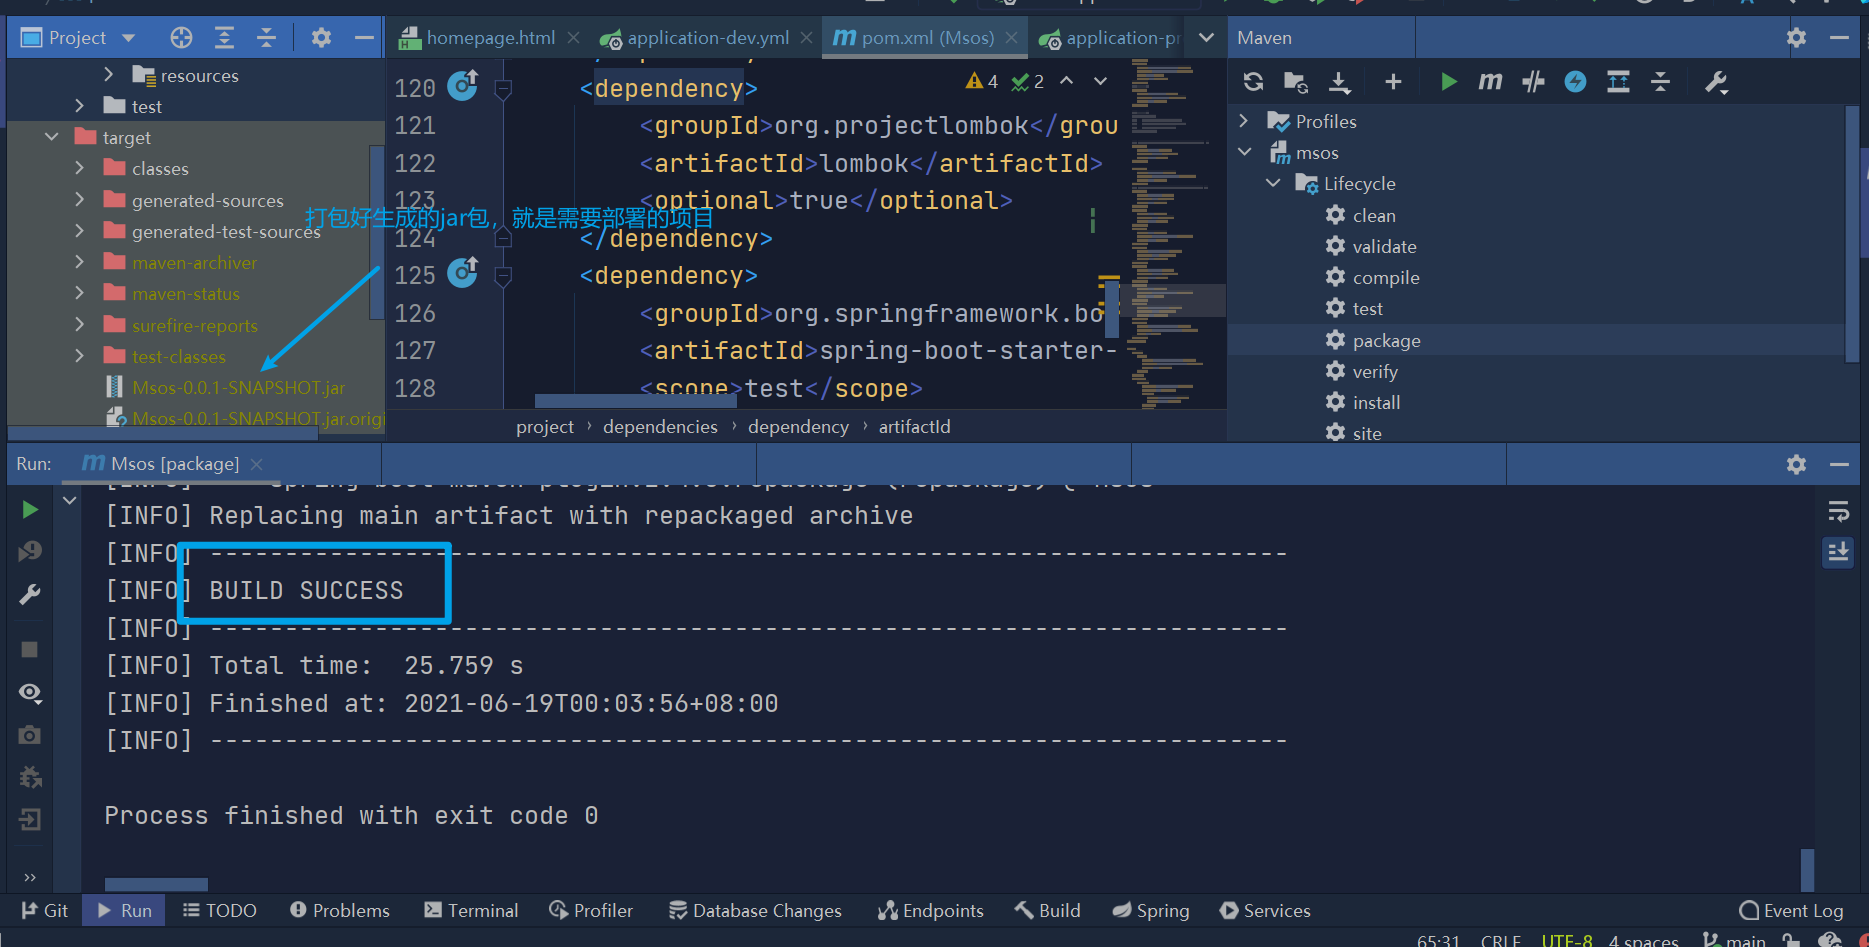 Project
homepage.html
application-dev.yml
pom.xml (Msos)
application-pr
Maven
resources
test
target
classes
generated-sources
generated-test-sources
maven-archiver
maven-status
surefire-reports
test-classes
Msos-0.0.1-SNAPSHOT.jar
Msos-0.0.1-SNAPSHOT.jar.origi
打包好生成的jar包，就是需要部署的项目
4 2
120 <dependency>
121 <groupId>org.projectlombok</grou
122 <artifactId>lombok</artifactId>
123 <optional>true</optional>
124 </dependency>
125 <dependency>
126 <groupId>org.springframework.bo
127 <artifactId>spring-boot-starter-
128 <scope>test</scope>
project › dependencies › dependency › artifactId
Profiles
msos
Lifecycle
clean
validate
compile
test
package
verify
install
site
Run: Msos [package]
[INFO] Replacing main artifact with repackaged archive
[INFO] ------------------------------------------------------------------------
[INFO] BUILD SUCCESS
[INFO] ------------------------------------------------------------------------
[INFO] Total time:  25.759 s
[INFO] Finished at: 2021-06-19T00:03:56+08:00
[INFO] ------------------------------------------------------------------------
Process finished with exit code 0
Git Run TODO Problems Terminal Profiler Database Changes Endpoints Build Spring Services Event Log
65:31 CRLF UTF-8 4 spaces main